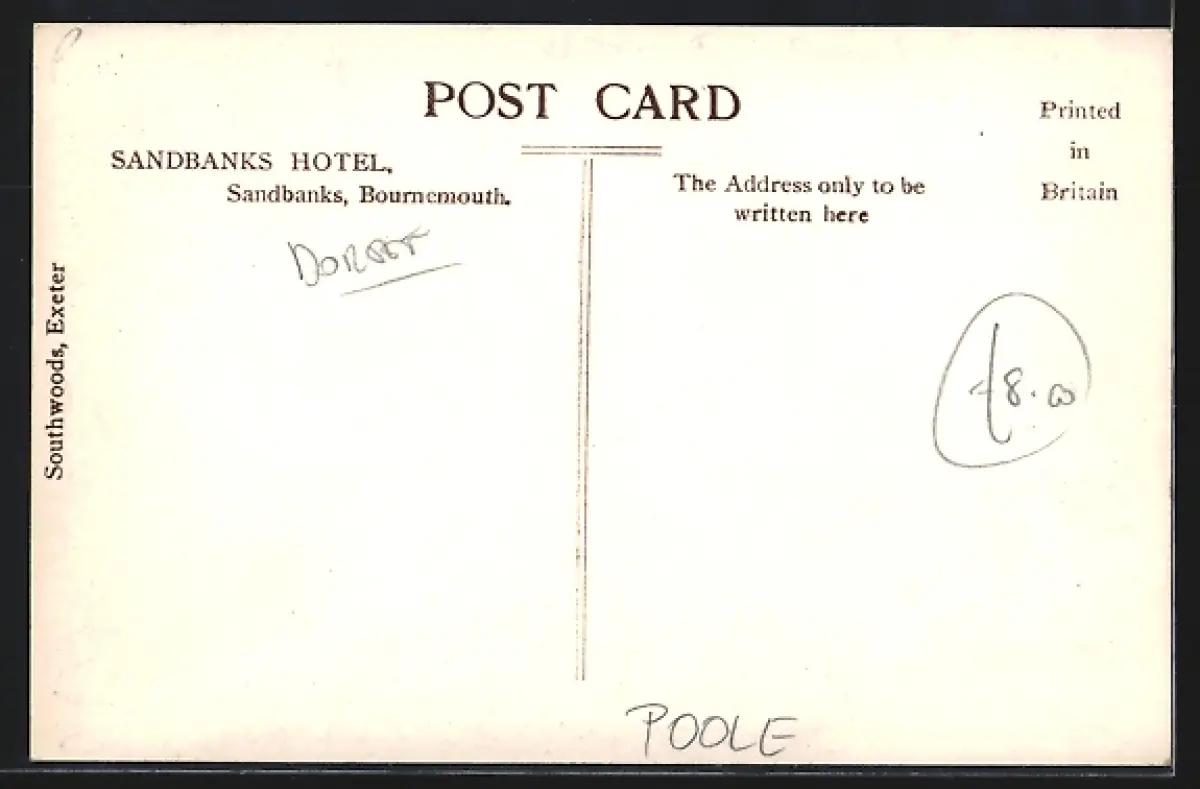 POST CARD
Printed
in
Britain
SANDBANKS HOTEL,
Sandbanks, Bournemouth.
The Address only to be
written here
DORSET
Southwoods, Exeter
£8.00
POOLE